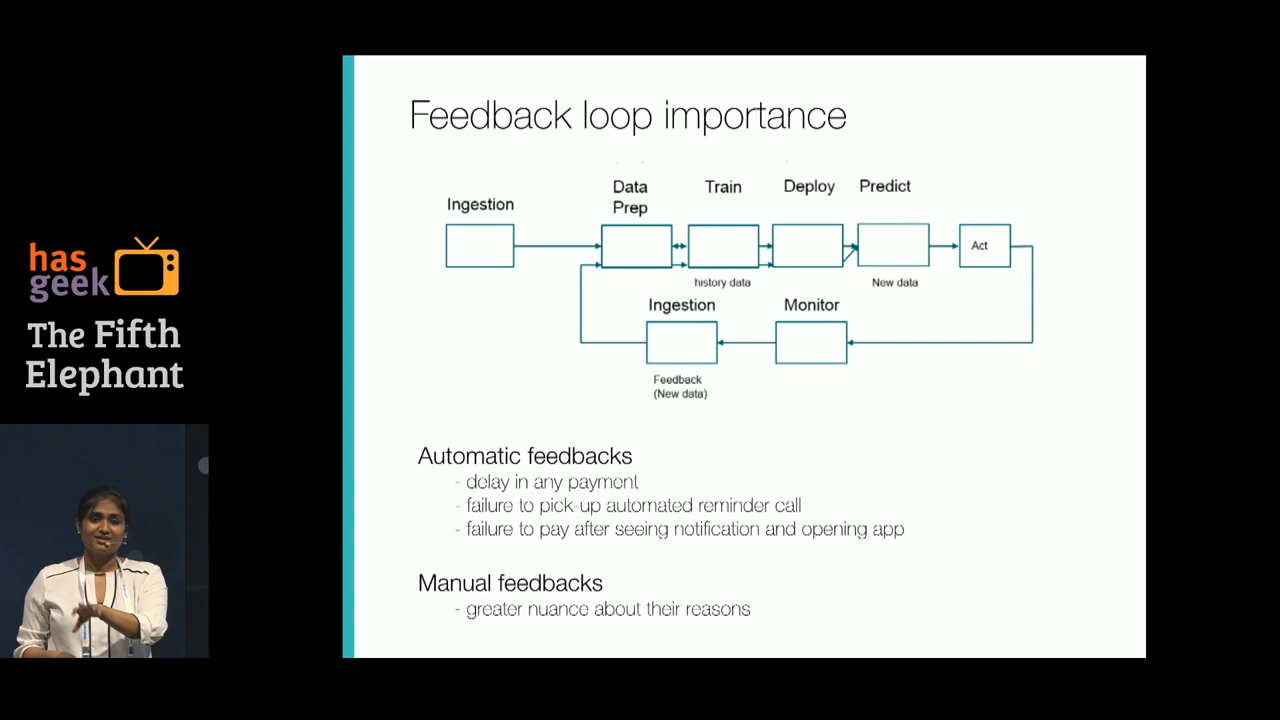 has
geek
The Fifth
Elephant
Feedback loop importance
Ingestion
Data
Prep
Train
Deploy
Predict
Act
history data
New data
Ingestion
Monitor
Feedback
(New data)
Automatic feedbacks
- delay in any payment
- failure to pick-up automated reminder call
- failure to pay after seeing notification and opening app
Manual feedbacks
- greater nuance about their reasons